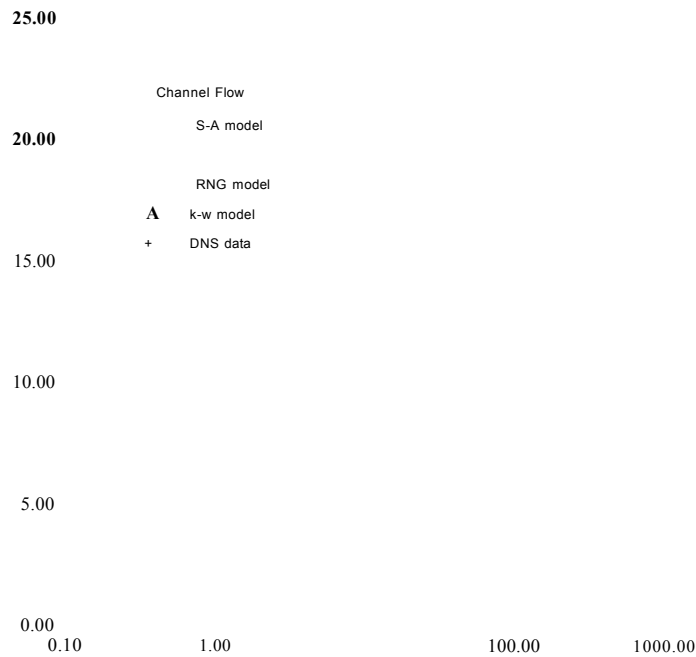 25.00
Channel Flow
S-A model
20.00
RNG model
A k-w model
+ DNS data
15.00
10.00
5.00
0.00
0.10 1.00 100.00 1000.00